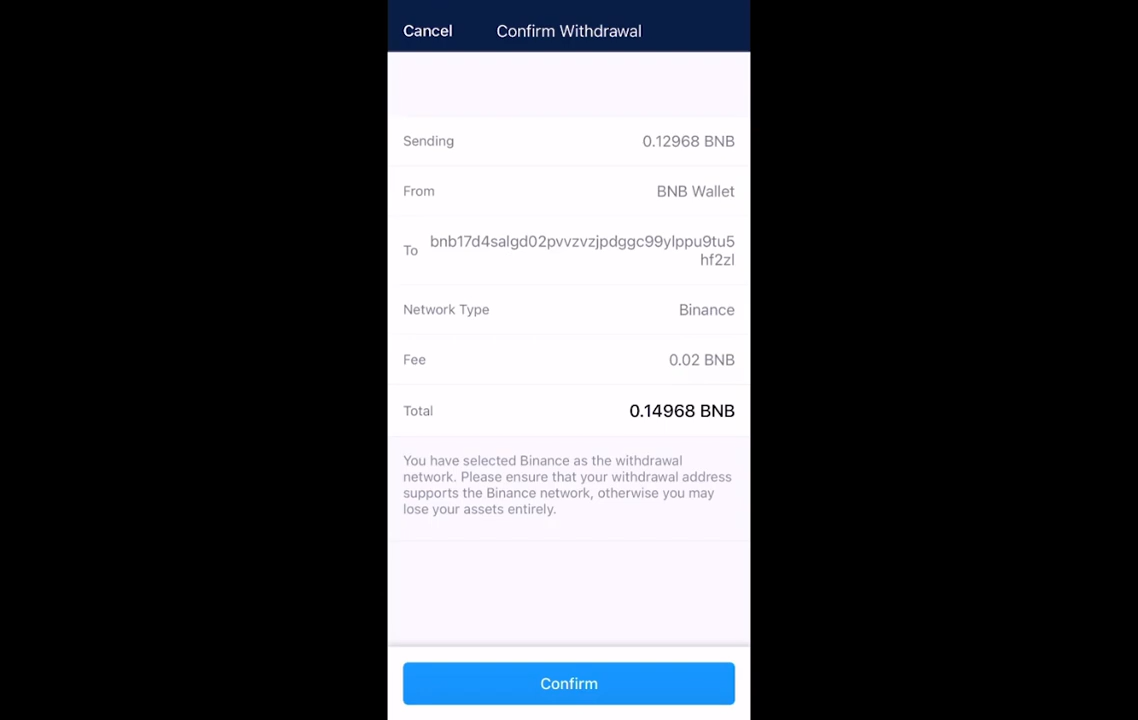 Cancel Confirm Withdrawal
Sending 0.12968 BNB
From BNB Wallet
To bnb17d4salgd02pvvzvzjpdggc99ylppu9tu5
hf2zl
Network Type Binance
Fee 0.02 BNB
Total 0.14968 BNB
You have selected Binance as the withdrawal
network. Please ensure that your withdrawal address
supports the Binance network, otherwise you may
lose your assets entirely.
Confirm